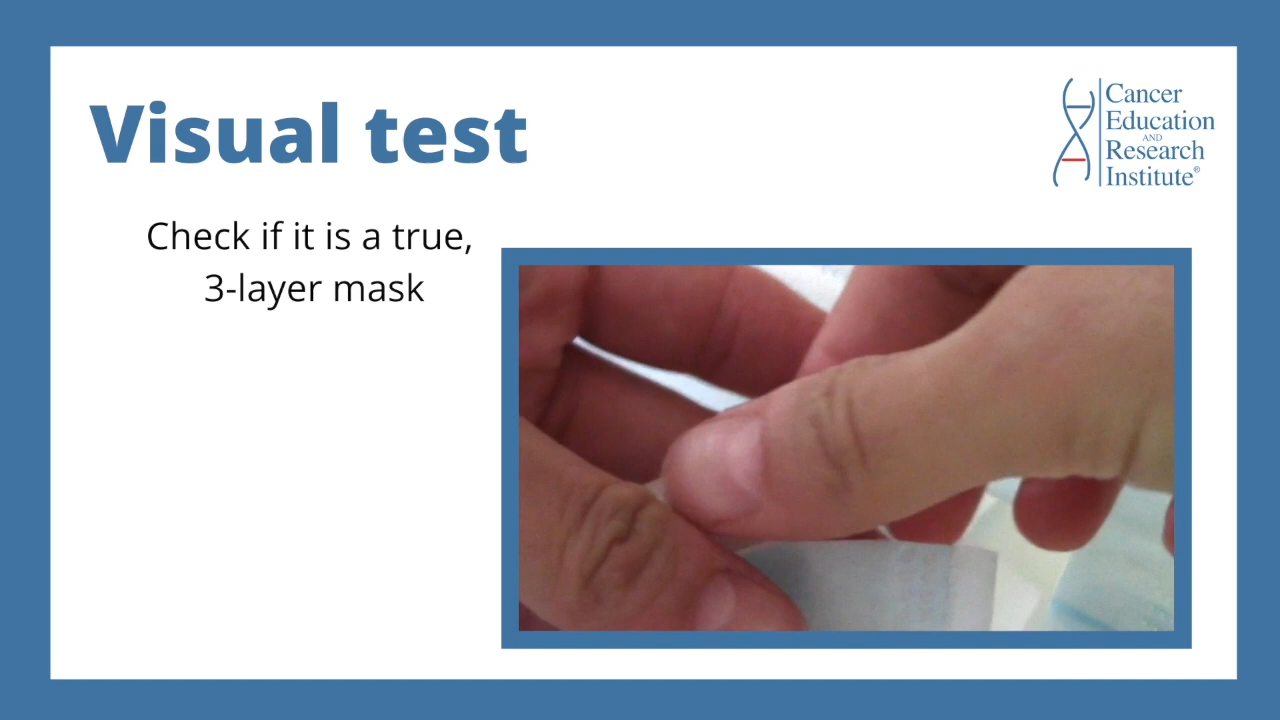 Visual test
Cancer
Education
AND
Research
Institute®
Check if it is a true,
3-layer mask